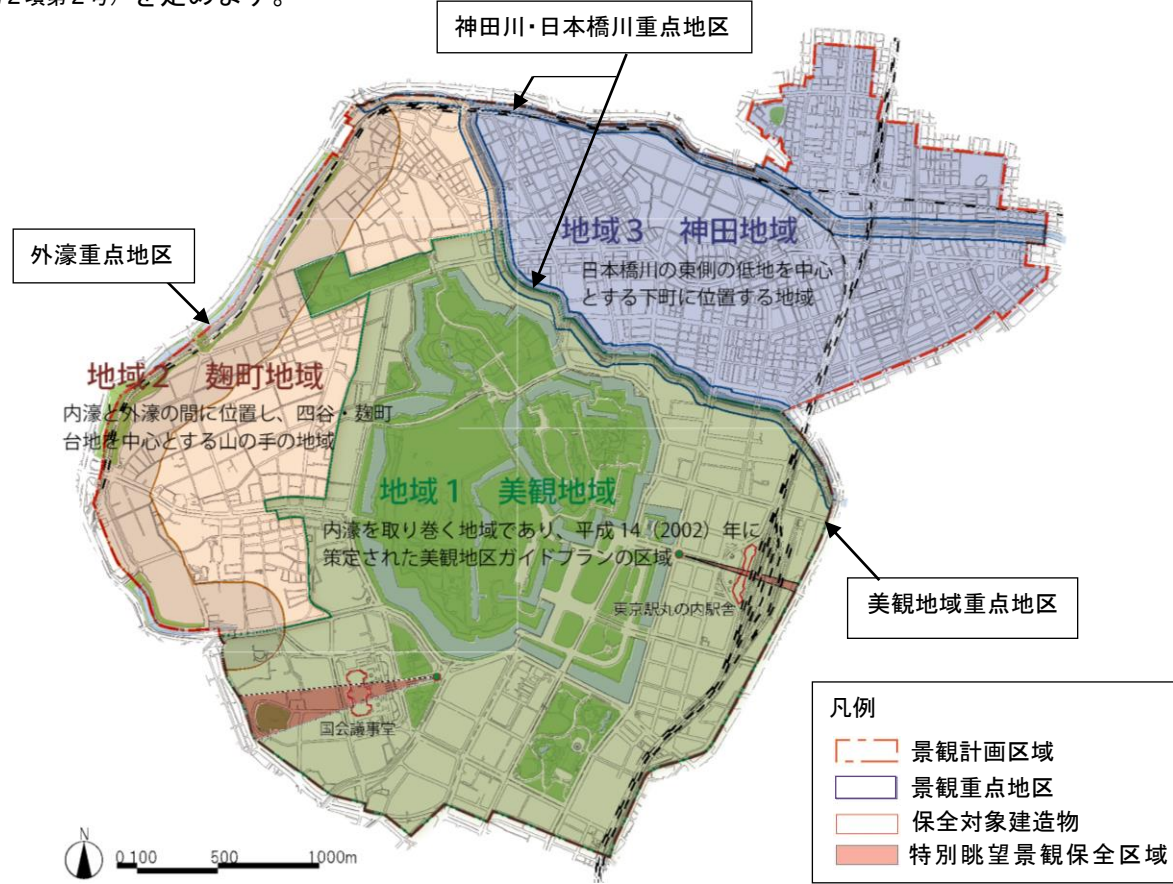 項第2号）を定めます。
神田川・日本橋川重点地区
外濠重点地区
地域3　神田地域
日本橋川の東側の低地を中心
とする下町に位置する地域
地域2　麹町地域
内濠と外濠の間に位置し、四谷・麹町
台地を中心とする山の手の地域
地域1　美観地域
内濠を取り巻く地域であり、平成14（2002）年に
策定された美観地区ガイドプランの区域
東京駅丸の内駅舎
美観地域重点地区
国会議事堂
凡例
景観計画区域
景観重点地区
保全対象建造物
特別眺望景観保全区域
N
0 100 500 1000m